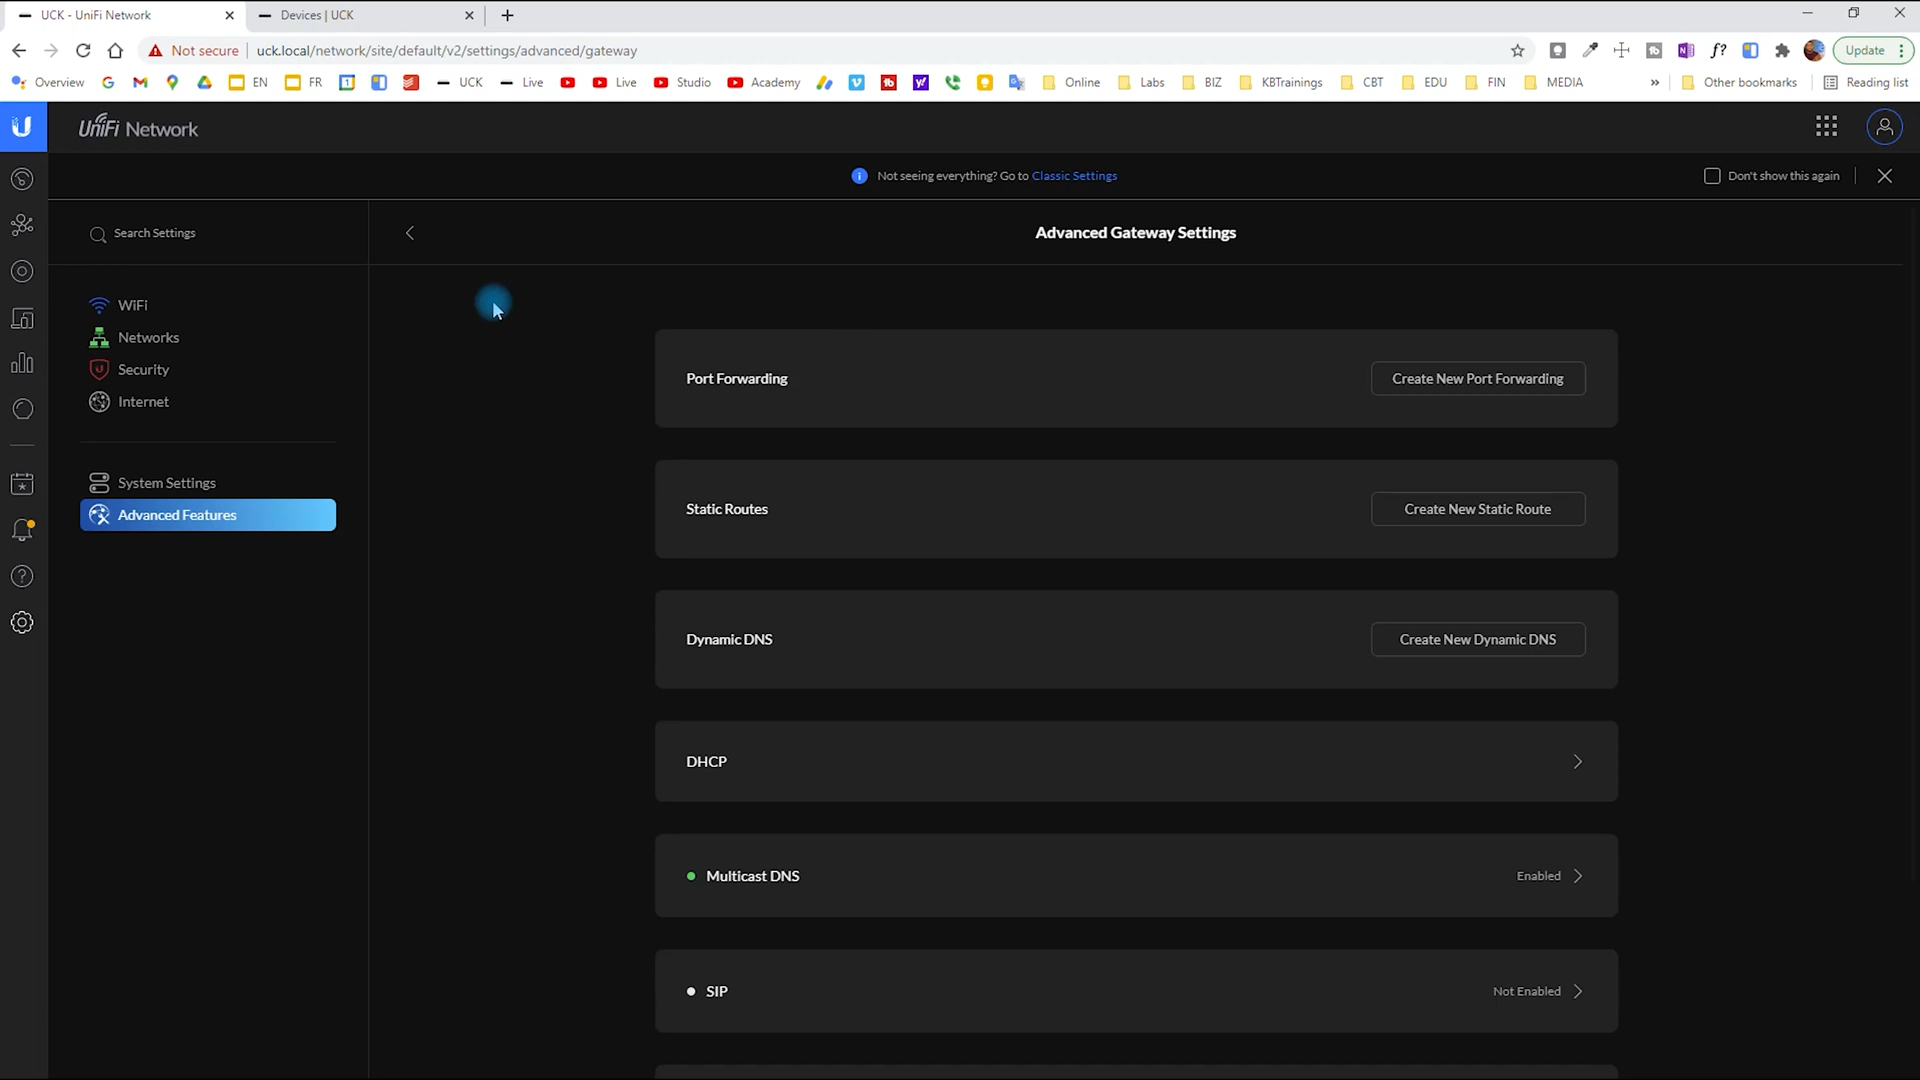 UCK - UniFi Network
Devices | UCK
Not secure
uck.local/network/site/default/v2/settings/advanced/gateway
f?
Update
Overview
EN
FR
UCK
Live
Live
Studio
Academy
Online
Labs
BIZ
KBTrainings
CBT
EDU
FIN
MEDIA
»
Other bookmarks
Reading list
UniFi Network
Not seeing everything? Go to Classic Settings
Don't show this again
Search Settings
Advanced Gateway Settings
WiFi
Networks
Security
Internet
System Settings
Advanced Features
Port Forwarding
Create New Port Forwarding
Static Routes
Create New Static Route
Dynamic DNS
Create New Dynamic DNS
DHCP
Multicast DNS
Enabled
SIP
Not Enabled